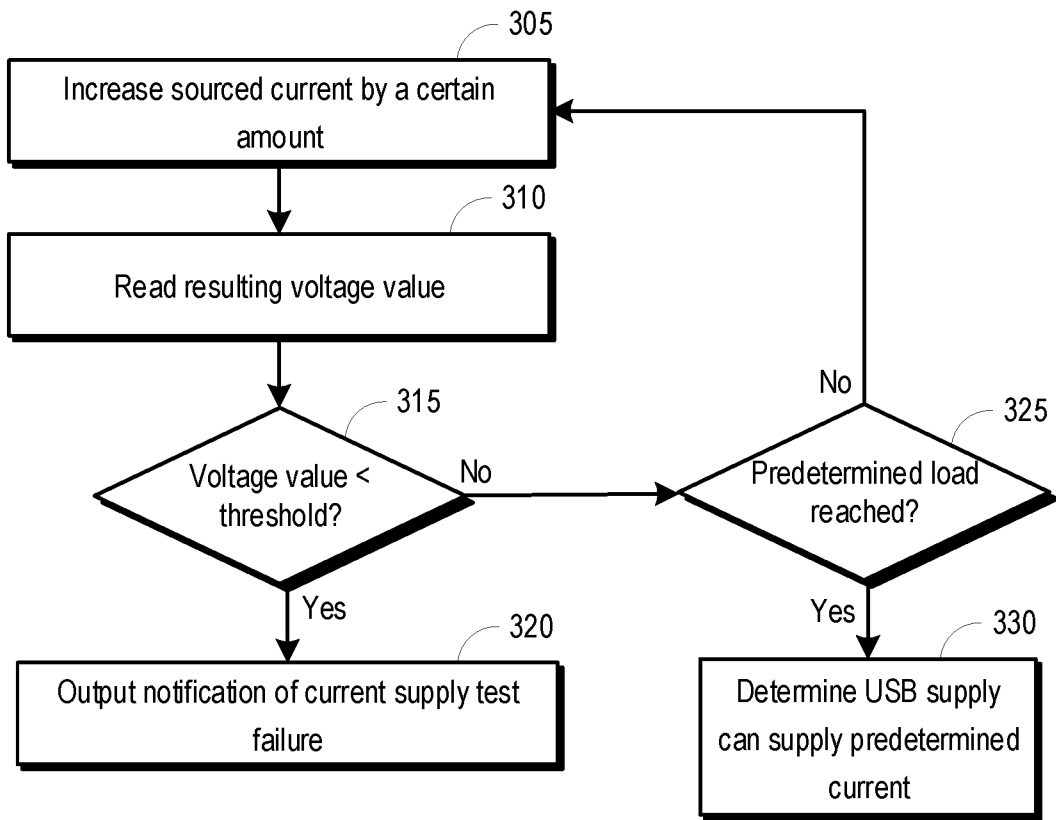 305
Increase sourced current by a certain
amount
310
Read resulting voltage value
315
Voltage value <
threshold?
No
Yes
320
Output notification of current supply test
failure
No
325
Predetermined load
reached?
Yes
330
Determine USB supply
can supply predetermined
current